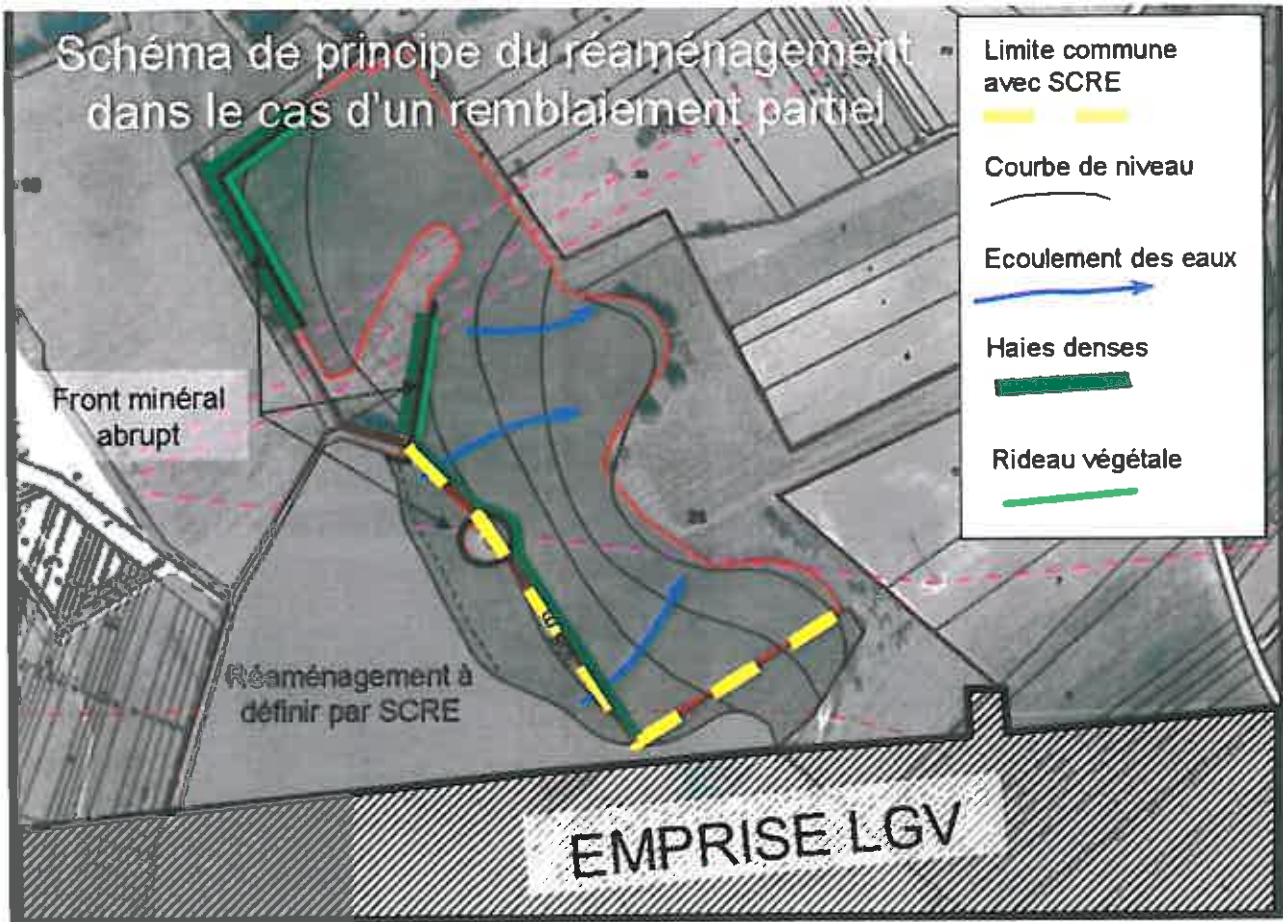 Schéma de principe du réaménagement
dans le cas d'un remblaiement partiel
Limite commune
avec SCRE
Courbe de niveau
Ecoulement des eaux
Haies denses
Rideau végétale
Front minéral
abrupt
Réaménagement à
définir par SCRE
EMPRISE LGV